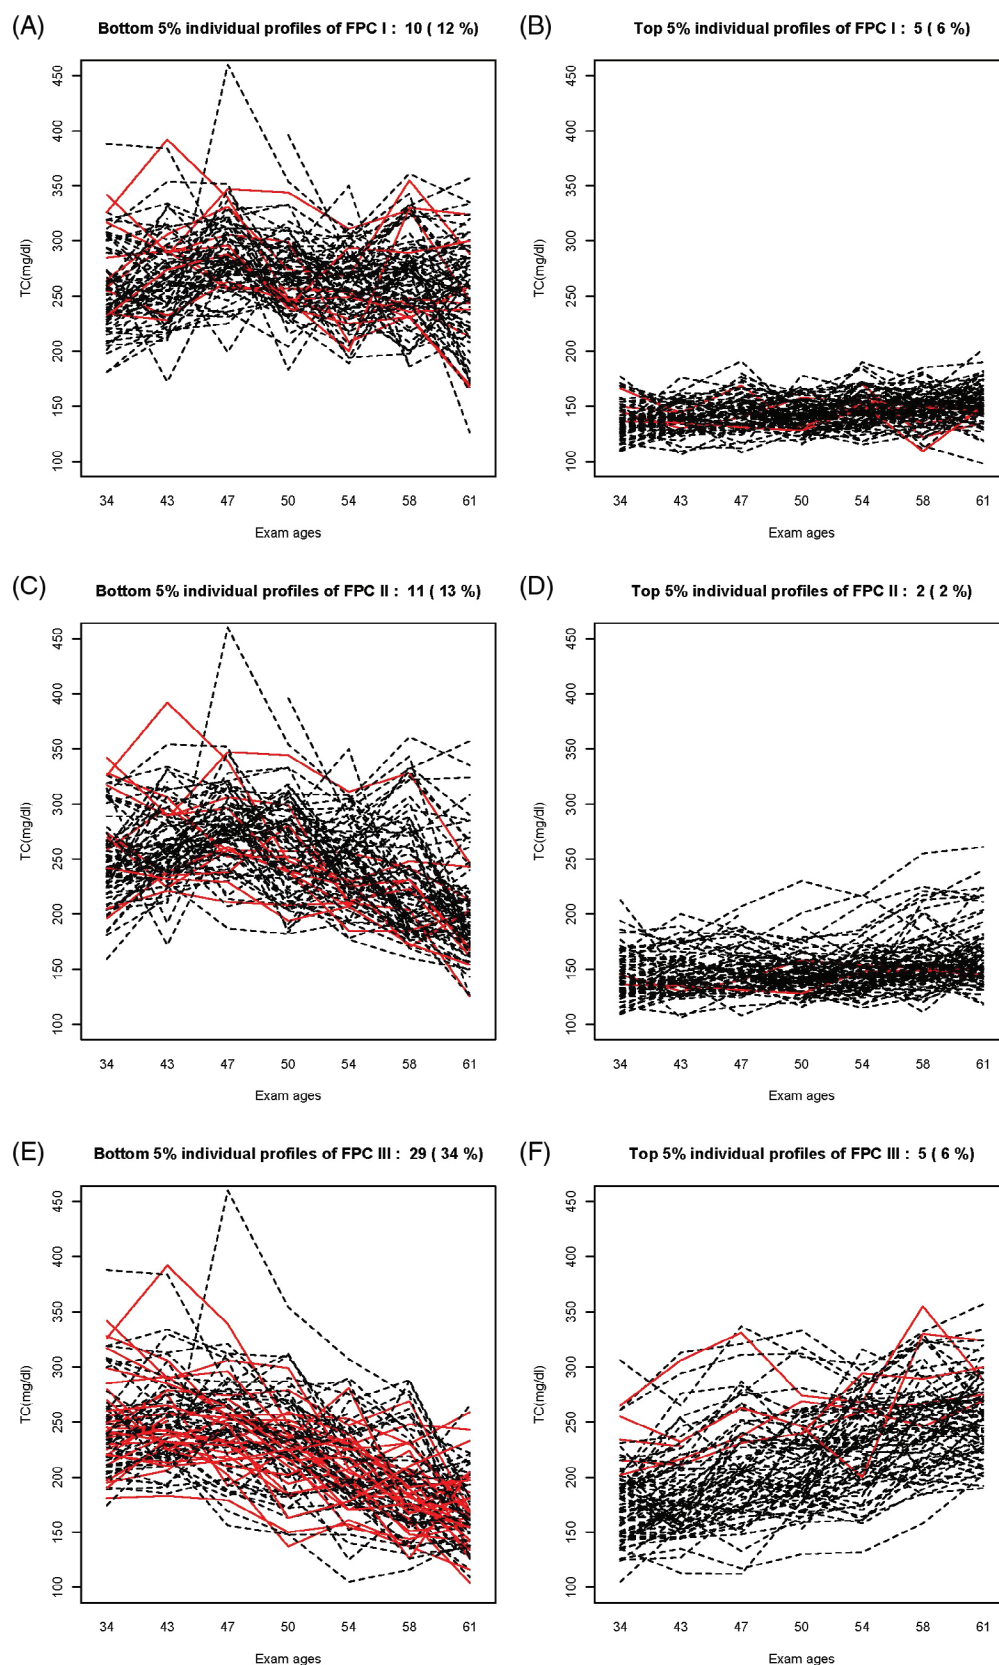 (A) Bottom 5% individual profiles of FPC I : 10 ( 12 %)
TC(mg/dl)
450
400
350
300
250
200
150
100
34 43 47 50 54 58 61
Exam ages
(B) Top 5% individual profiles of FPC I : 5 ( 6 %)
TC(mg/dl)
450
400
350
300
250
200
150
100
34 43 47 50 54 58 61
Exam ages
(C) Bottom 5% individual profiles of FPC II : 11 ( 13 %)
TC(mg/dl)
450
400
350
300
250
200
150
100
34 43 47 50 54 58 61
Exam ages
(D) Top 5% individual profiles of FPC II : 2 ( 2 %)
TC(mg/dl)
450
400
350
300
250
200
150
100
34 43 47 50 54 58 61
Exam ages
(E) Bottom 5% individual profiles of FPC III : 29 ( 34 %)
TC(mg/dl)
450
400
350
300
250
200
150
100
34 43 47 50 54 58 61
Exam ages
(F) Top 5% individual profiles of FPC III : 5 ( 6 %)
TC(mg/dl)
450
400
350
300
250
200
150
100
34 43 47 50 54 58 61
Exam ages